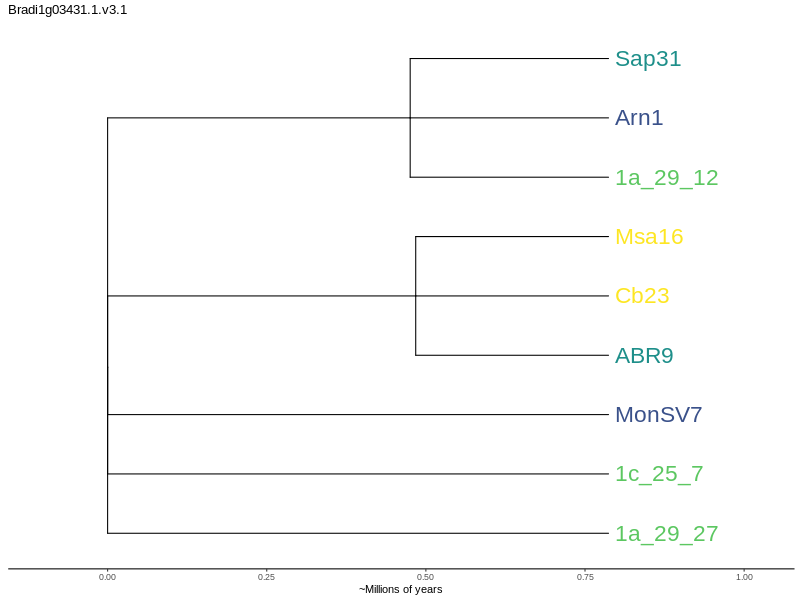 Bradi1g03431.1.v3.1
Sap31
Arn1
1a_29_12
Msa16
Cb23
ABR9
MonSV7
1c_25_7
1a_29_27
0.00 0.25 0.50 0.75 1.00
~Millions of years